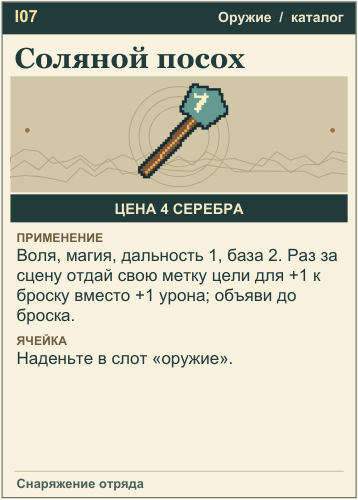 I07
Оружие / каталог
Соляной посох
7
ЦЕНА 4 СЕРЕБРА
ПРИМЕНЕНИЕ
Воля, магия, дальность 1, база 2. Раз за
сцену отдай свою метку цели для +1 к
броску вместо +1 урона; объяви до
броска.
ЯЧЕЙКА
Наденьте в слот «оружие».
Снаряжение отряда